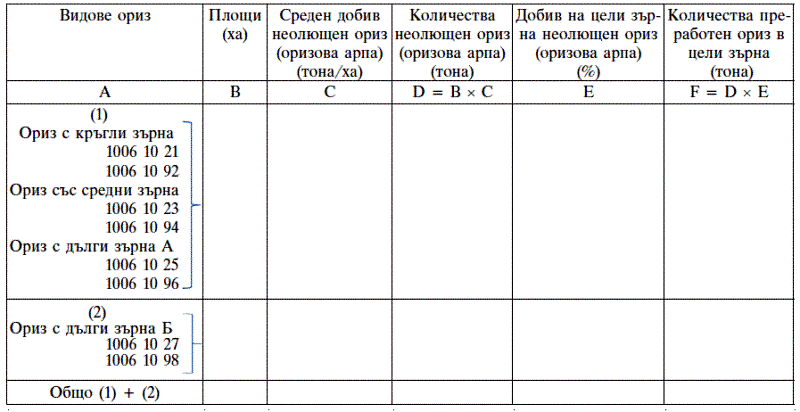 Видове ориз
Площи
(ха)
Среден добив
неолющен ориз
(оризова арпа)
(тона/ха)
Количества
неолющен ориз
(оризова арпа)
(тона)
Добив на цели зър-
на неолющен ориз
(оризова арпа)
(%)
Количества пре-
работен ориз в
цели зърна
(тона)
A
B
C
D = B × C
E
F = D × E
(1)
Ориз с кръгли зърна
1006 10 21
1006 10 92
Ориз със средни зърна
1006 10 23
1006 10 94
Ориз с дълги зърна А
1006 10 25
1006 10 96
(2)
Ориз с дълги зърна Б
1006 10 27
1006 10 98
Общо (1) + (2)